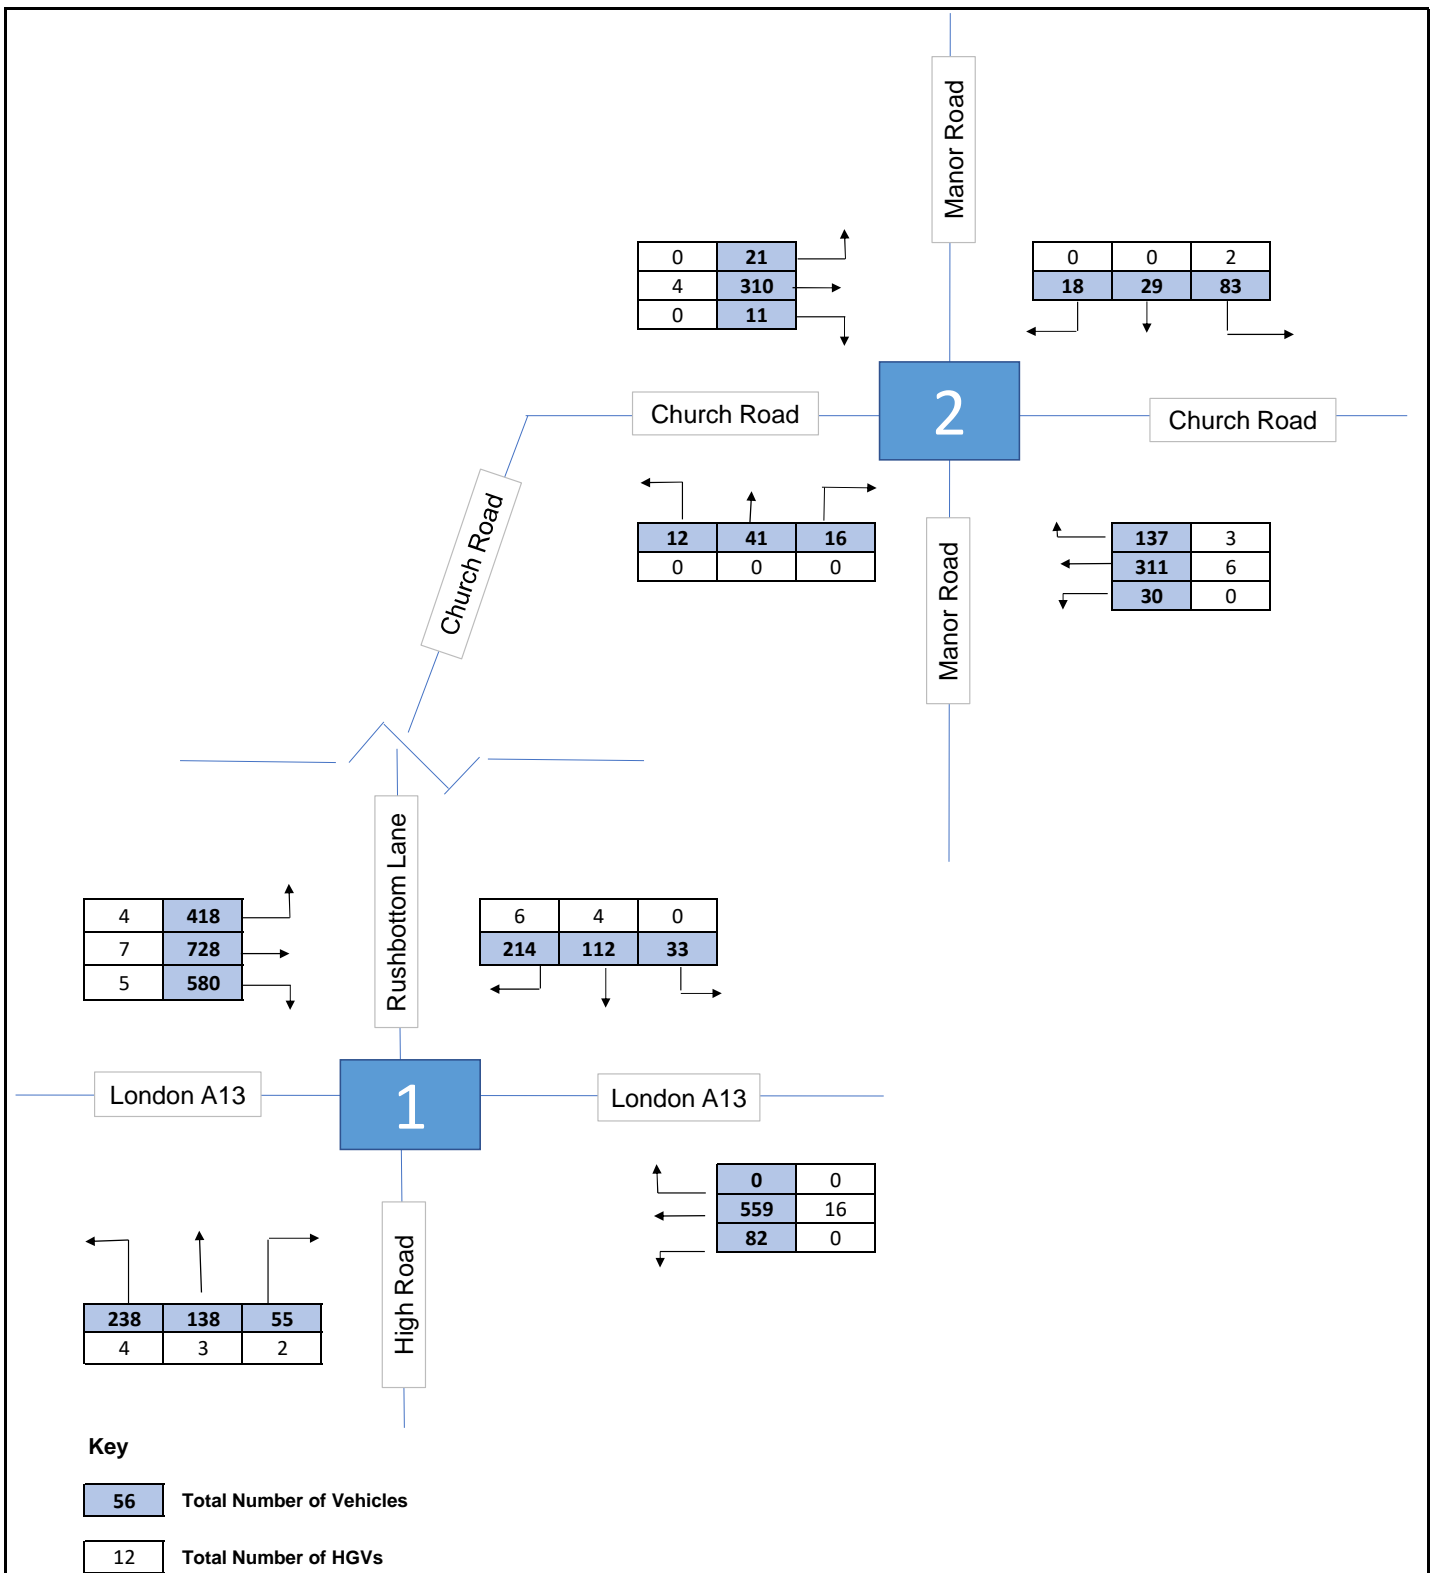 Manor Road
0 21
4 310
0 11
0 0 2
18 29 83
Church Road
2
Church Road
Church Road
12 41 16
0 0 0
Manor Road
137 3
311 6
30 0
Rushbottom Lane
4 418
7 728
5 580
6 4 0
214 112 33
London A13
1
London A13
0 0
559 16
82 0
High Road
238 138 55
4 3 2
Key
56 Total Number of Vehicles
12 Total Number of HGVs